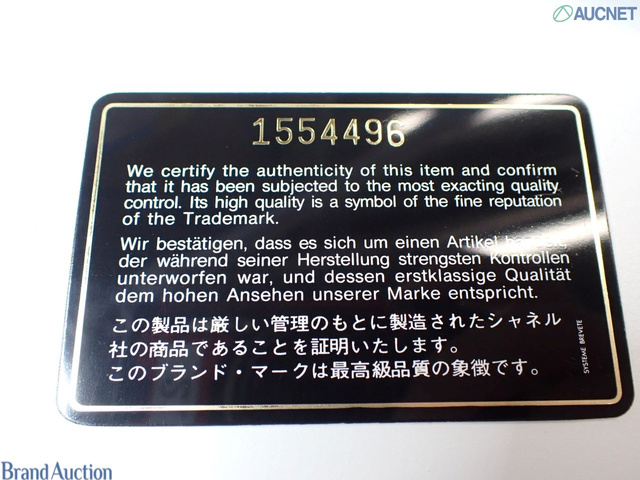 AUCNET
1554496
We certify the authenticity of this item and confirm
that it has been subjected to the most exacting quality
control. Its high quality is a symbol of the fine reputation
of the Trademark.
Wir bestätigen, dass es sich um einen Artikel
der während seiner Herstellung strengsten Kontrollen
unterworfen war, und dessen erstklassige Qualität
dem hohen Ansehen unserer Marke entspricht.
この製品は厳しい管理のもとに製造されたシャネル
社の商品であることを証明いたします。
このブランド・マークは最高級品質の象徴です。
SYSTEME BREVETE
Brand Auction